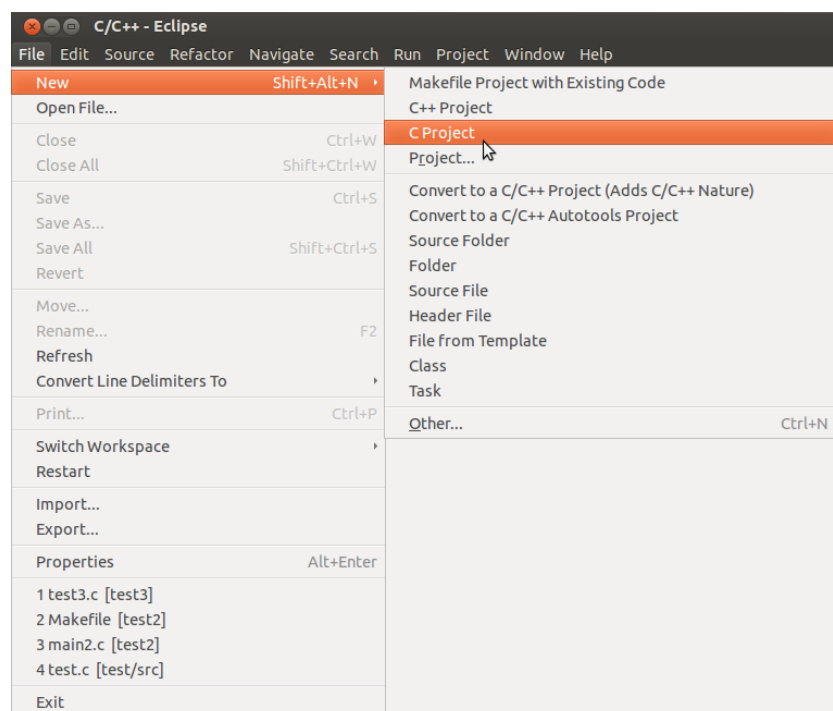 C/C++ - Eclipse
File Edit Source Refactor Navigate Search Run Project Window Help
New Shift+Alt+N
Open File...
Close Ctrl+W
Close All Shift+Ctrl+W
Save Ctrl+S
Save As...
Save All Shift+Ctrl+S
Revert
Move...
Rename... F2
Refresh
Convert Line Delimiters To
Print... Ctrl+P
Switch Workspace
Restart
Import...
Export...
Properties Alt+Enter
1 test3.c [test3]
2 Makefile [test2]
3 main2.c [test2]
4 test.c [test/src]
Exit
Makefile Project with Existing Code
C++ Project
C Project
Project...
Convert to a C/C++ Project (Adds C/C++ Nature)
Convert to a C/C++ Autotools Project
Source Folder
Folder
Source File
Header File
File from Template
Class
Task
Other... Ctrl+N